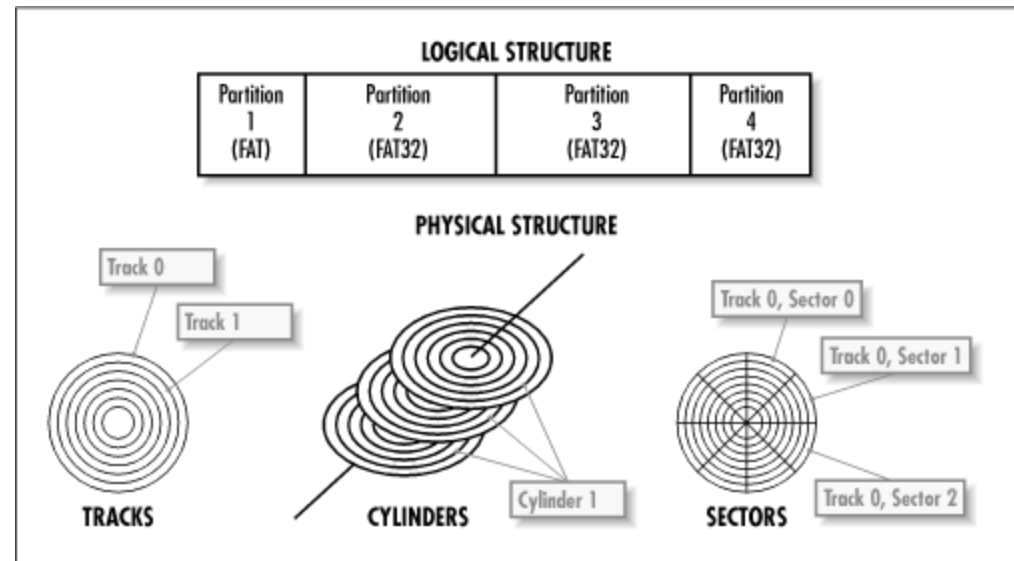 LOGICAL STRUCTURE
Partition
1
(FAT)
Partition
2
(FAT32)
Partition
3
(FAT32)
Partition
4
(FAT32)
PHYSICAL STRUCTURE
Track 0
Track 1
TRACKS
Cylinder 1
CYLINDERS
Track 0, Sector 0
Track 0, Sector 1
Track 0, Sector 2
SECTORS